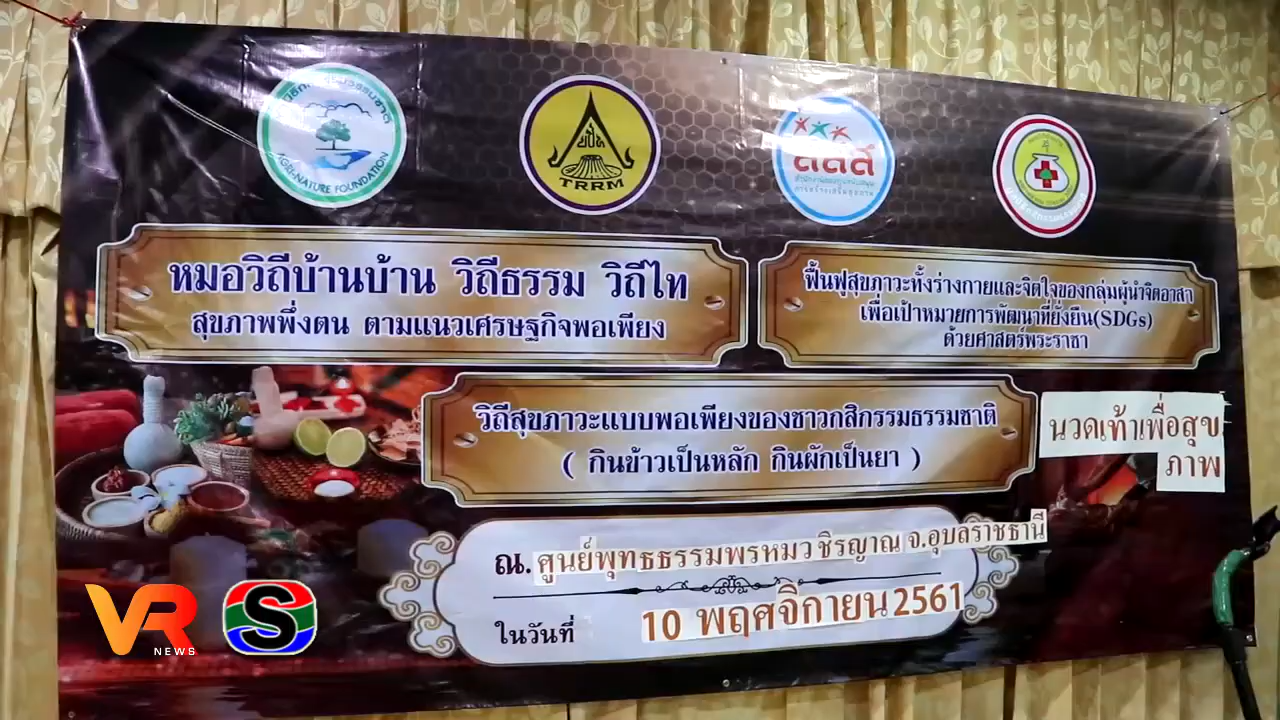 AGRI-NATURE FOUNDATION
TRRM
สสส
หมอวิถีบ้านบ้าน วิถีธรรม วิถีไท
สุขภาพพึ่งตน ตามแนวเศรษฐกิจพอเพียง
ฟื้นฟูสุขภาวะทั้งร่างกายและจิตใจของกลุ่มผู้นำจิตอาสา
เพื่อเป้าหมายการพัฒนาที่ยั่งยืน(SDGs)
ด้วยศาสตร์พระราชา
วิถีสุขภาวะแบบพอเพียงของชาวกสิกรรมธรรมชาติ
( กินข้าวเป็นหลัก กินผักเป็นยา )
นวดเท้าเพื่อสุข
ภาพ
ณ. ศูนย์พุทธธรรมพรหมวชิรญาณ จ.อุบลราชธานี
ในวันที่ 10 พฤศจิกายน 2561
VR
NEWS
S